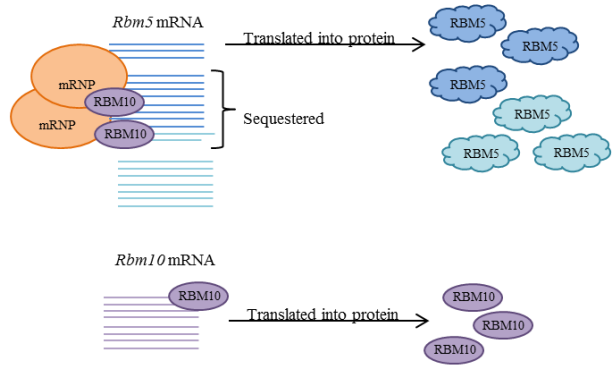 Rbm5 mRNA
Translated into protein
RBM5
RBM5
mRNP
RBM5
RBM10
mRNP
RBM10
Sequestered
RBM5
RBM5
RBM5
Rbm10 mRNA
RBM10
Translated into protein
RBM10
RBM10
RBM10